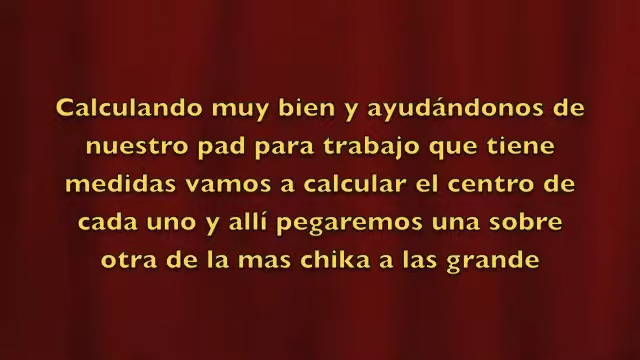 Calculando muy bien y ayudándonos de
nuestro pad para trabajo que tiene
medidas vamos a calcular el centro de
cada uno y allí pegaremos una sobre
otra de la mas chika a las grande